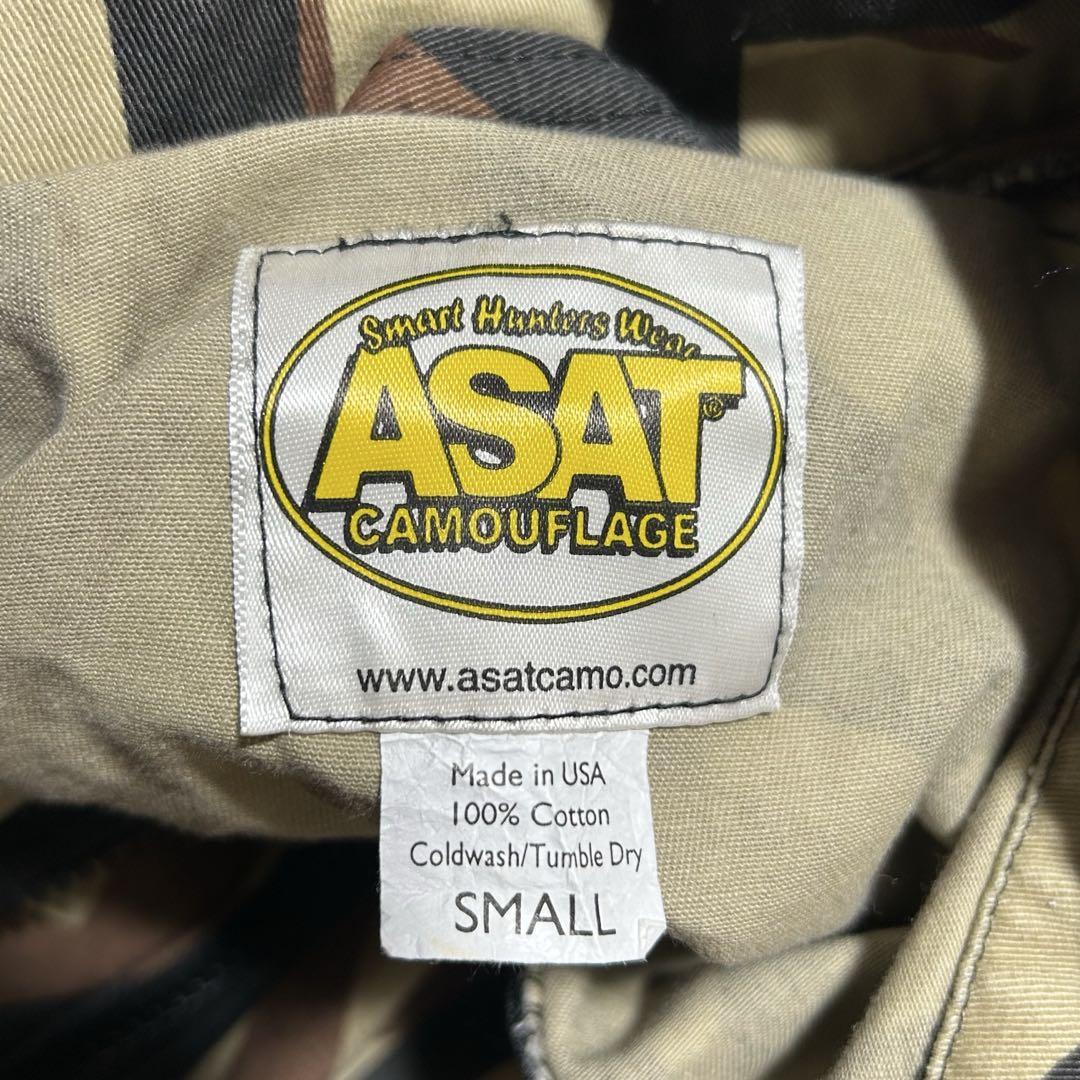 Smart Hunters Wear
ASAT®
CAMOUFLAGE
www.asatcamo.com
Made in USA
100% Cotton
Coldwash/Tumble Dry
SMALL